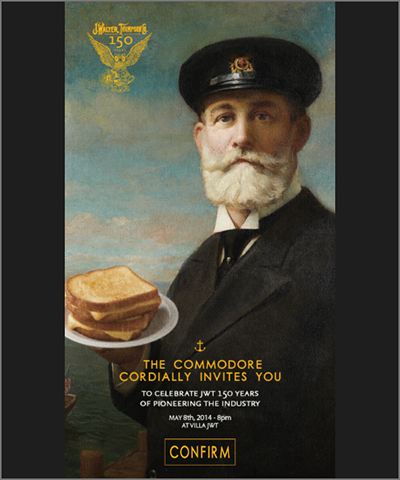 J. Walter Thompson's
150
THE COMMODORE
CORDIALLY INVITES YOU
TO CELEBRATE JWT 150 YEARS
OF PIONEERING THE INDUSTRY
MAY 8th, 2014 - 8pm
AT VILLA JWT
CONFIRM